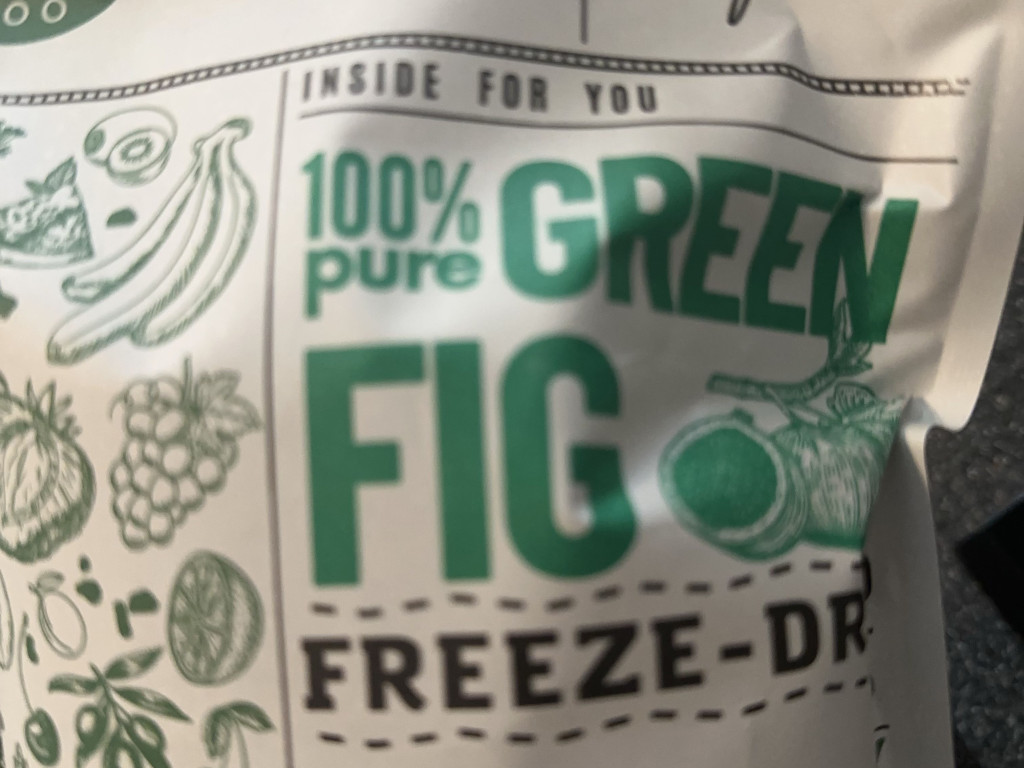 INSIDE FOR YOU
100% pure GREEN
FIG
FREEZE-DR